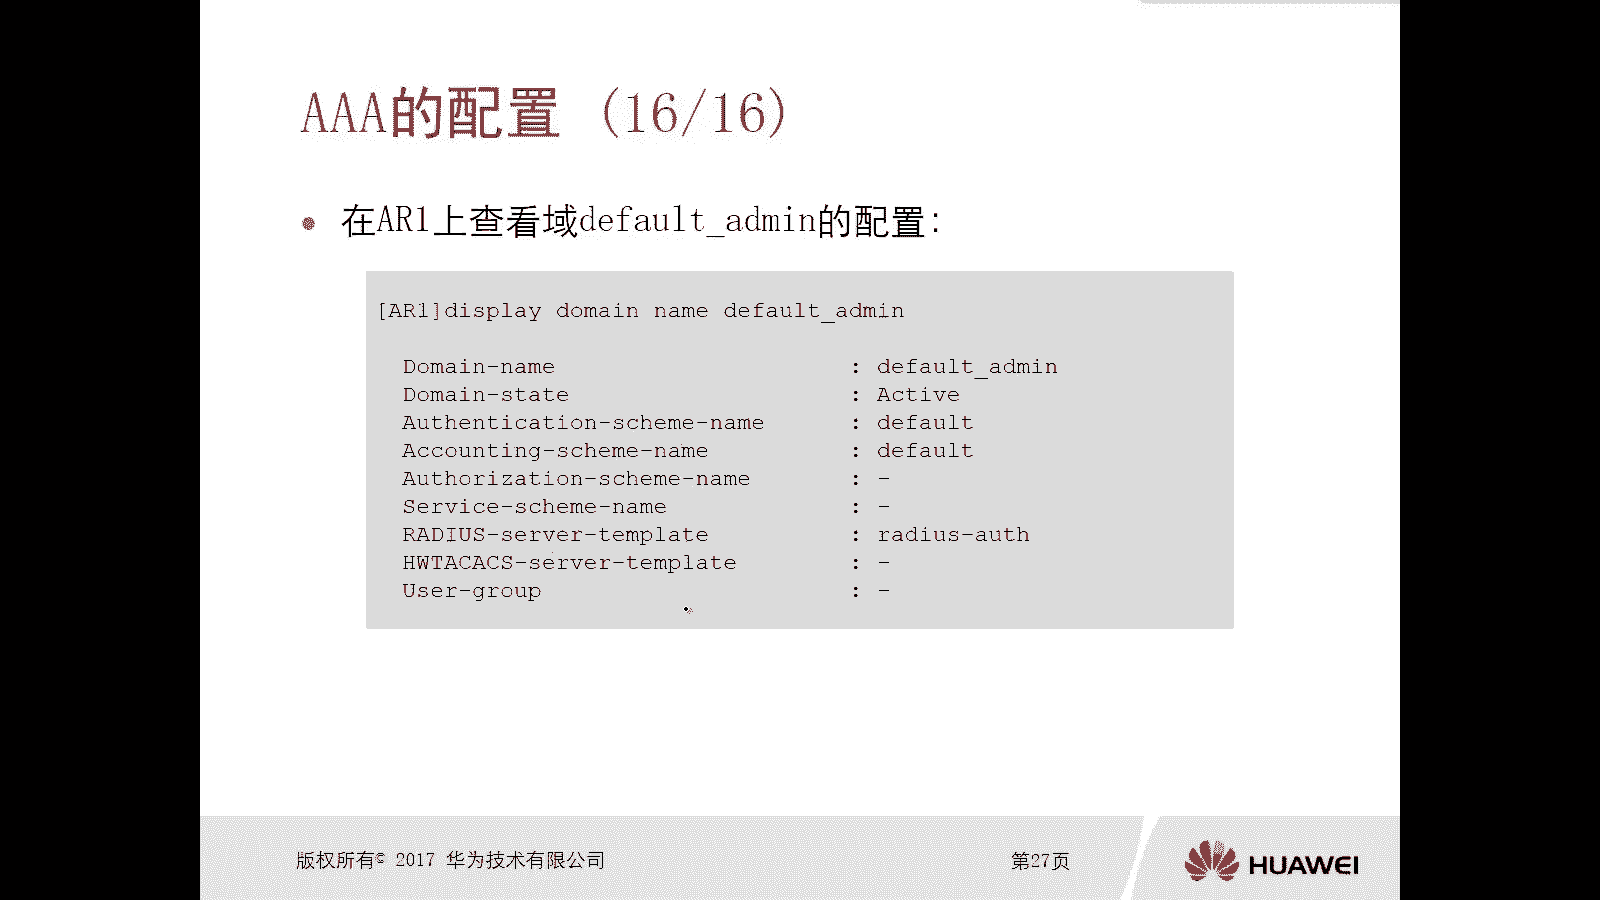 AAA的配置 (16/16)
在AR1上查看域default_admin的配置：
[AR1]display domain name default_admin
Domain-name : default_admin
Domain-state : Active
Authentication-scheme-name : default
Accounting-scheme-name : default
Authorization-scheme-name : -
Service-scheme-name : -
RADIUS-server-template : radius-auth
HWTACACS-server-template : -
User-group : -
版权所有© 2017 华为技术有限公司
第27页
HUAWEI